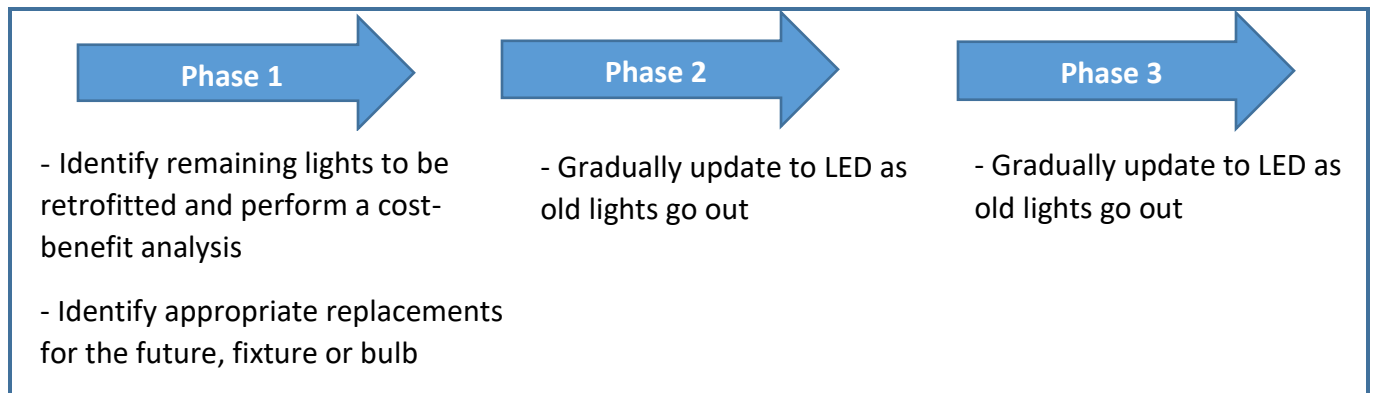 Phase 1
- Identify remaining lights to be
retrofitted and perform a cost-
benefit analysis
- Identify appropriate replacements
for the future, fixture or bulb
Phase 2
- Gradually update to LED as
old lights go out
Phase 3
- Gradually update to LED as
old lights go out